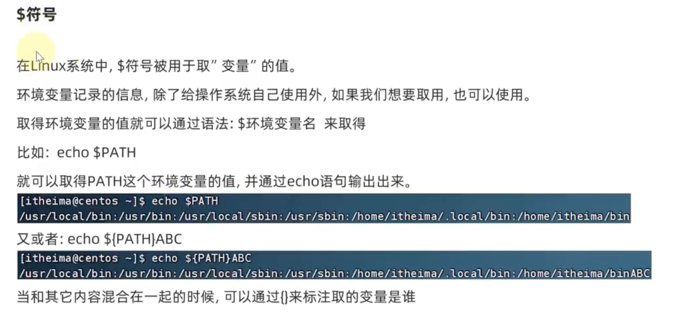 $符号
在Linux系统中, $符号被用于取”变量”的值。
环境变量记录的信息, 除了给操作系统自己使用外, 如果我们想要取用, 也可以使用。
取得环境变量的值就可以通过语法: $环境变量名 来取得
比如: echo $PATH
就可以取得PATH这个环境变量的值, 并通过echo语句输出出来。
[itheima@centos ~]$ echo $PATH
/usr/local/bin:/usr/bin:/usr/local/sbin:/usr/sbin:/home/itheima/.local/bin:/home/itheima/bin
又或者: echo ${PATH}ABC
[itheima@centos ~]$ echo ${PATH}ABC
/usr/local/bin:/usr/bin:/usr/local/sbin:/usr/sbin:/home/itheima/.local/bin:/home/itheima/binABC
当和其它内容混合在一起的时候, 可以通过{}来标注取的变量是谁